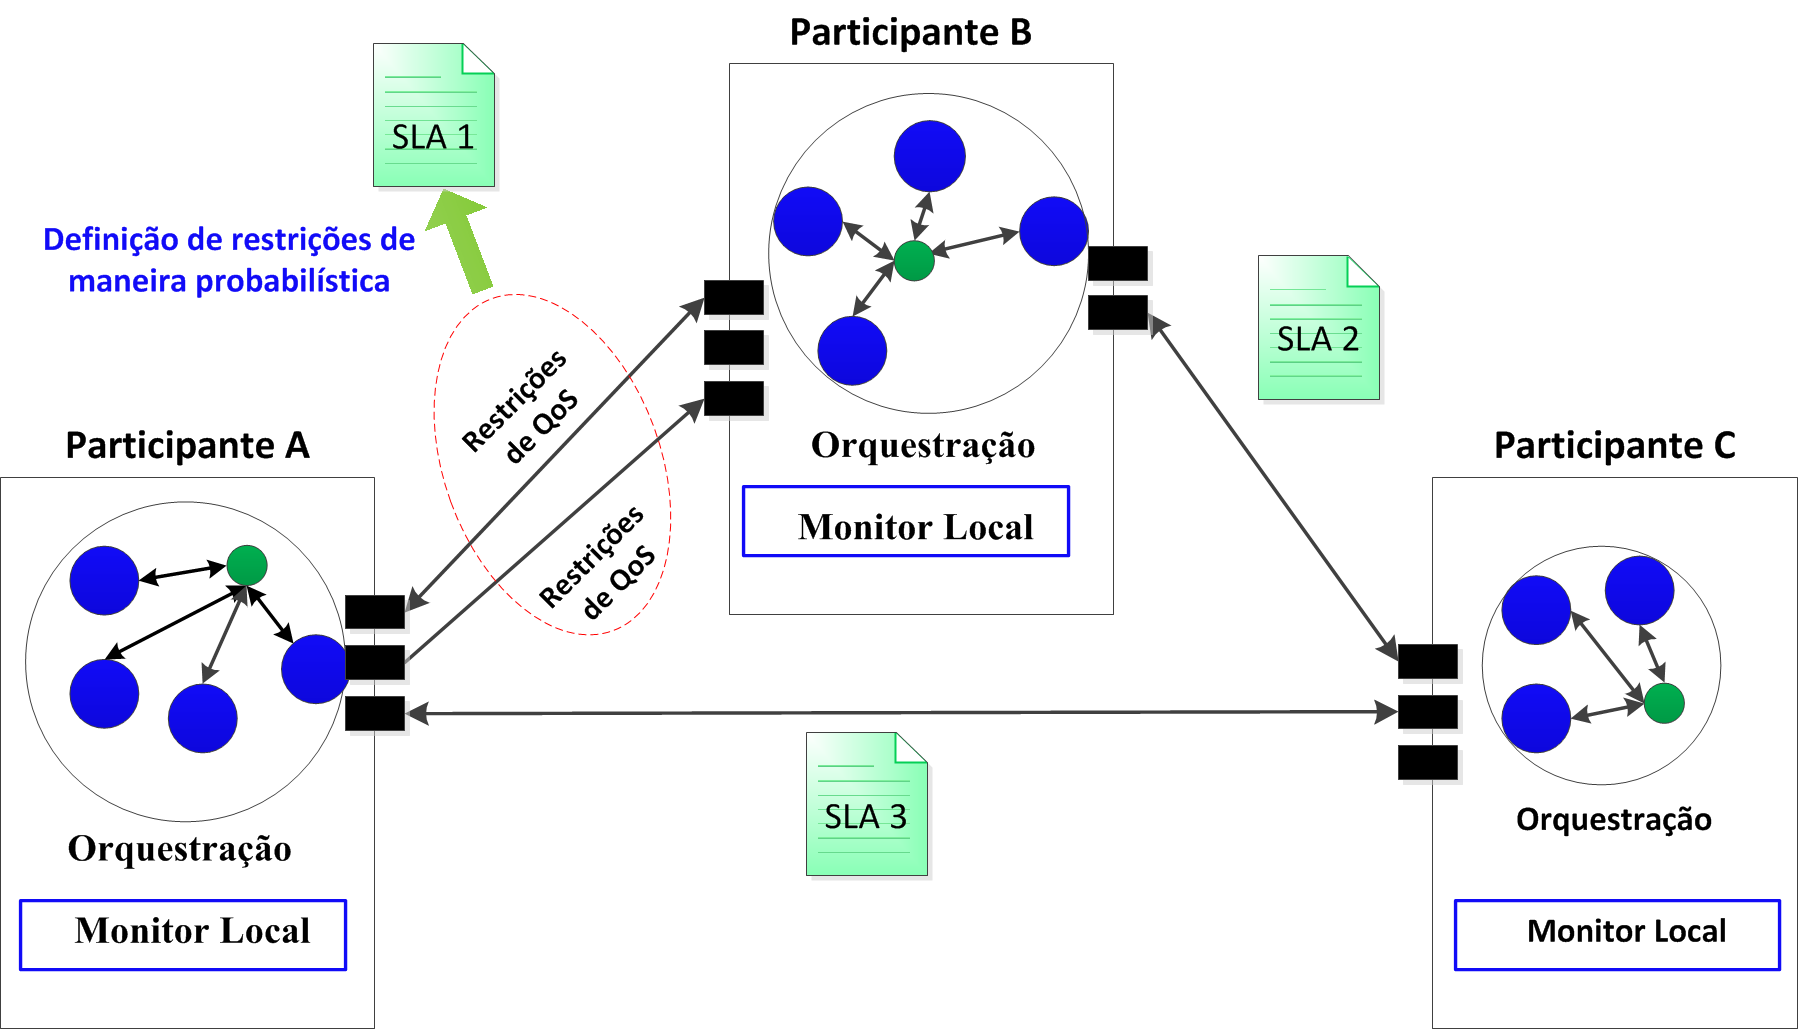 Participante B
SLA 1
Definição de restrições de
maneira probabilística
Restrições
de QoS
Restrições
de QoS
SLA 2
Orquestração
Monitor Local
Participante A
Orquestração
Monitor Local
Participante C
Orquestração
Monitor Local
SLA 3